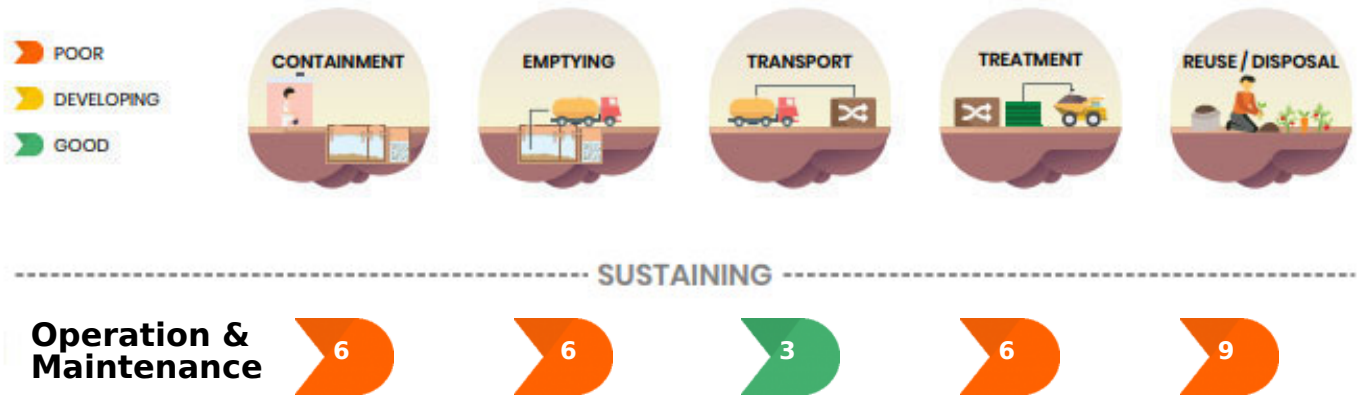 POOR
DEVELOPING
GOOD
CONTAINMENT
EMPTYING
TRANSPORT
TREATMENT
REUSE / DISPOSAL
SUSTAINING
Operation &
Maintenance
6 6 3 6 9